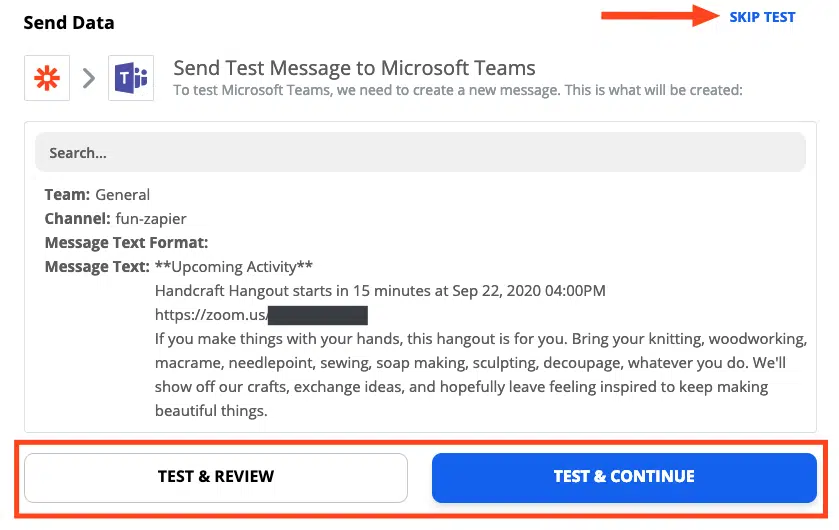 Send Data
SKIP TEST
Send Test Message to Microsoft Teams
To test Microsoft Teams, we need to create a new message. This is what will be created:
Search...
Team: General
Channel: fun-zapier
Message Text Format:
Message Text: **Upcoming Activity**
Handcraft Hangout starts in 15 minutes at Sep 22, 2020 04:00PM
https://zoom.us/
If you make things with your hands, this hangout is for you. Bring your knitting, woodworking,
macrame, needlepoint, sewing, soap making, sculpting, decoupage, whatever you do. We'll
show off our crafts, exchange ideas, and hopefully leave feeling inspired to keep making
beautiful things.
TEST & REVIEW
TEST & CONTINUE